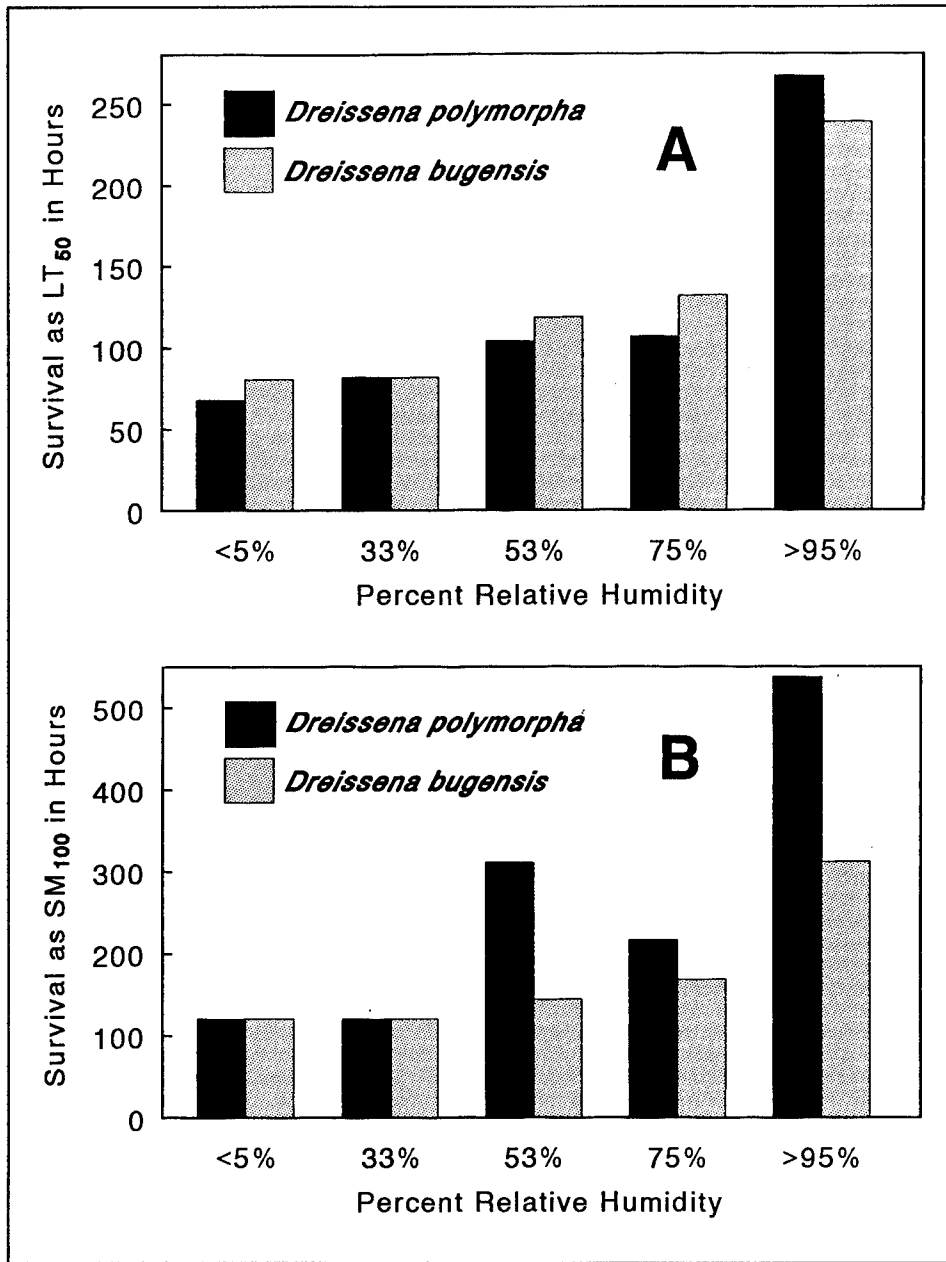 Survival as LT50 in Hours
250
200
150
100
50
0
Dreissena polymorpha
Dreissena bugensis
A
<5% 33% 53% 75% >95%
Percent Relative Humidity
Survival as SM100 in Hours
500
400
300
200
100
0
Dreissena polymorpha
Dreissena bugensis
B
<5% 33% 53% 75% >95%
Percent Relative Humidity